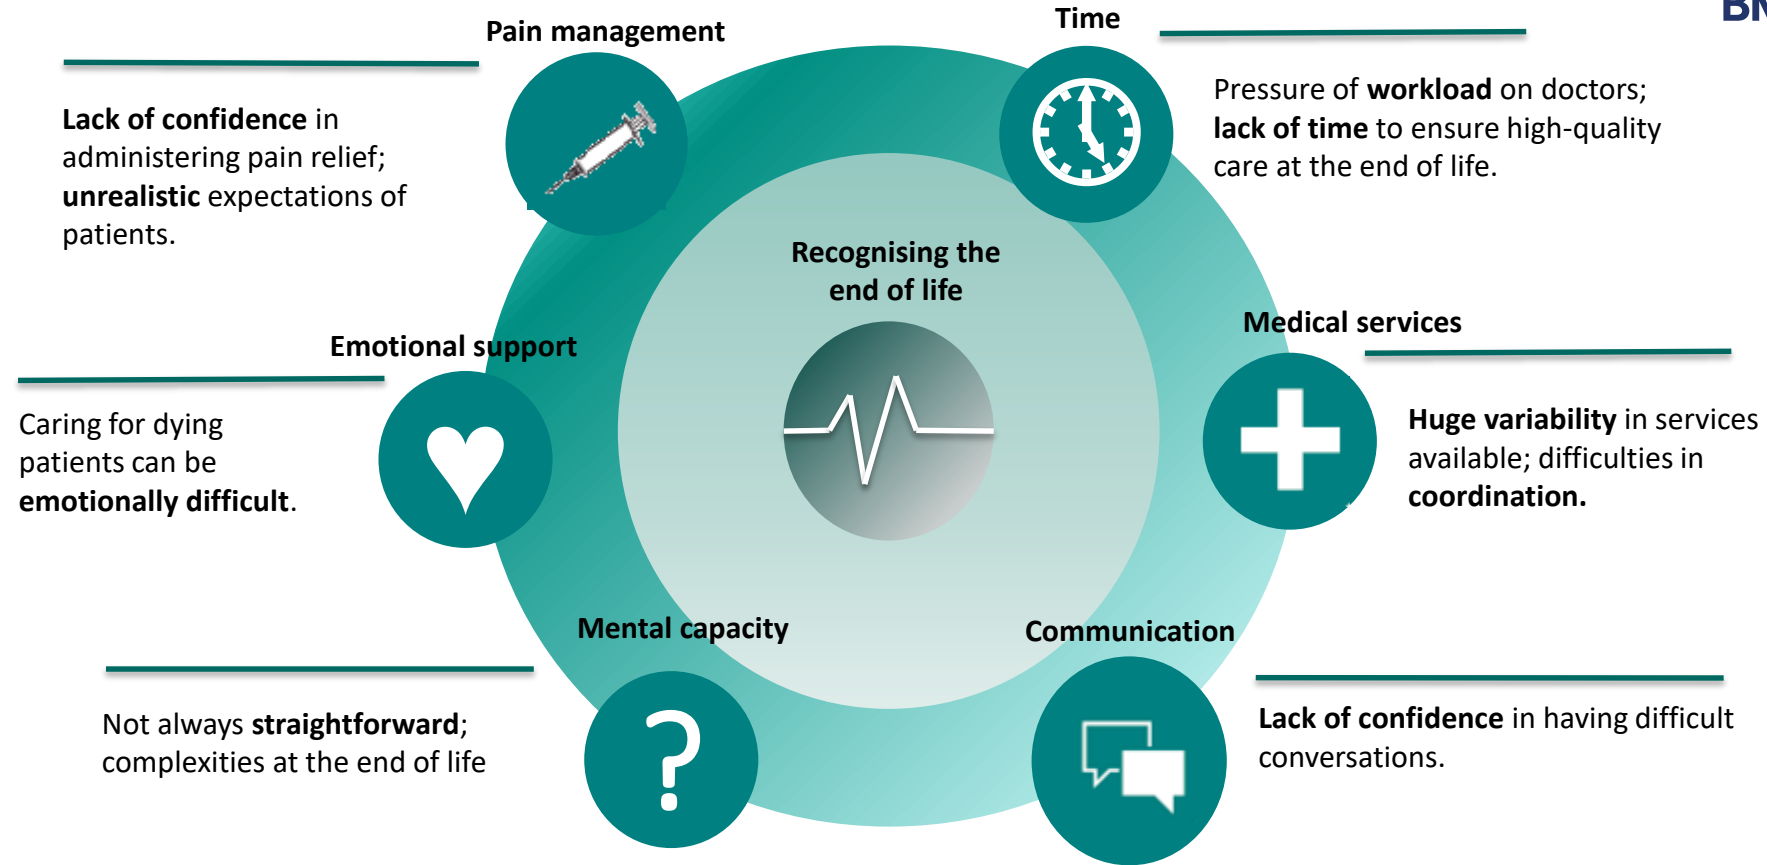 Pain management
Lack of confidence in
administering pain relief;
unrealistic expectations of
patients.
Time
Pressure of workload on doctors;
lack of time to ensure high-quality
care at the end of life.
Recognising the
end of life
Emotional support
Caring for dying
patients can be
emotionally difficult.
Medical services
Huge variability in services
available; difficulties in
coordination.
Mental capacity
Not always straightforward;
complexities at the end of life
Communication
Lack of confidence in having difficult
conversations.